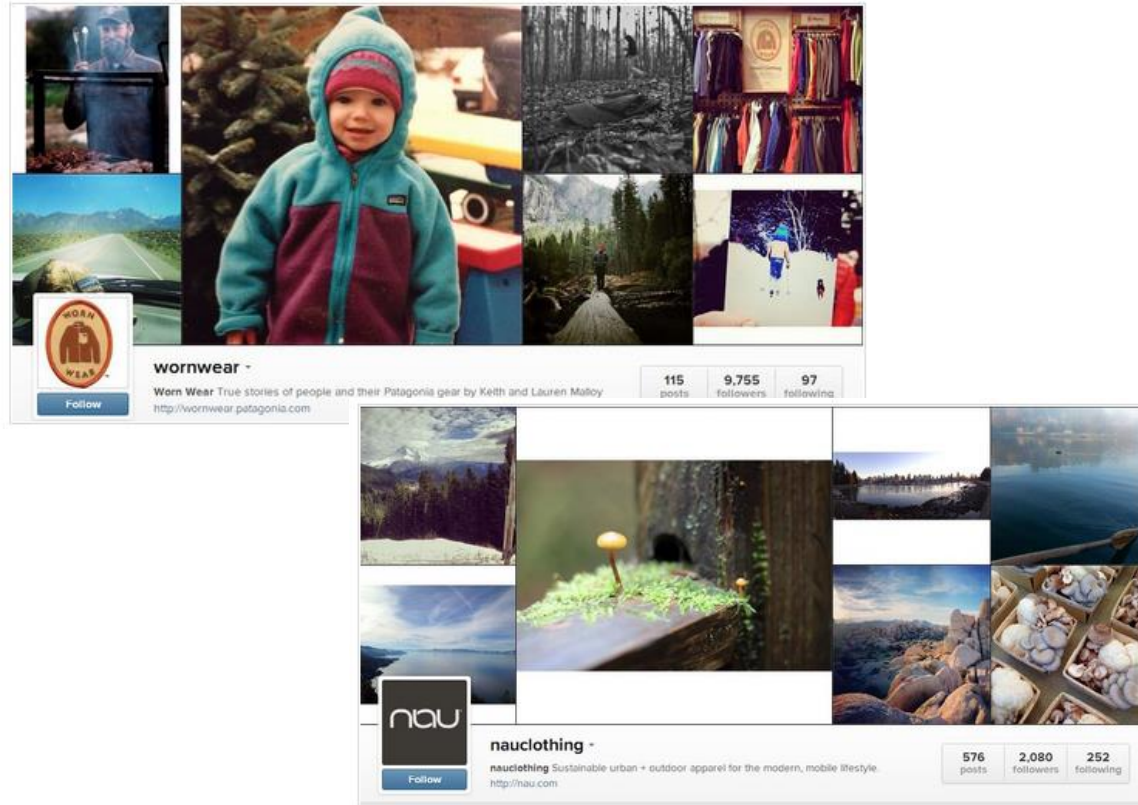 WORN
WEAR
Follow
wornwear
Worn Wear True stories of people and their Patagonia gear by Keith and Lauren Malloy
http://wornwear.patagonia.com
115
posts
9,755
followers
97
following
nau
Follow
nauclothing
nauclothing Sustainable urban + outdoor apparel for the modern, mobile lifestyle.
http://nau.com
576
posts
2,080
followers
252
following